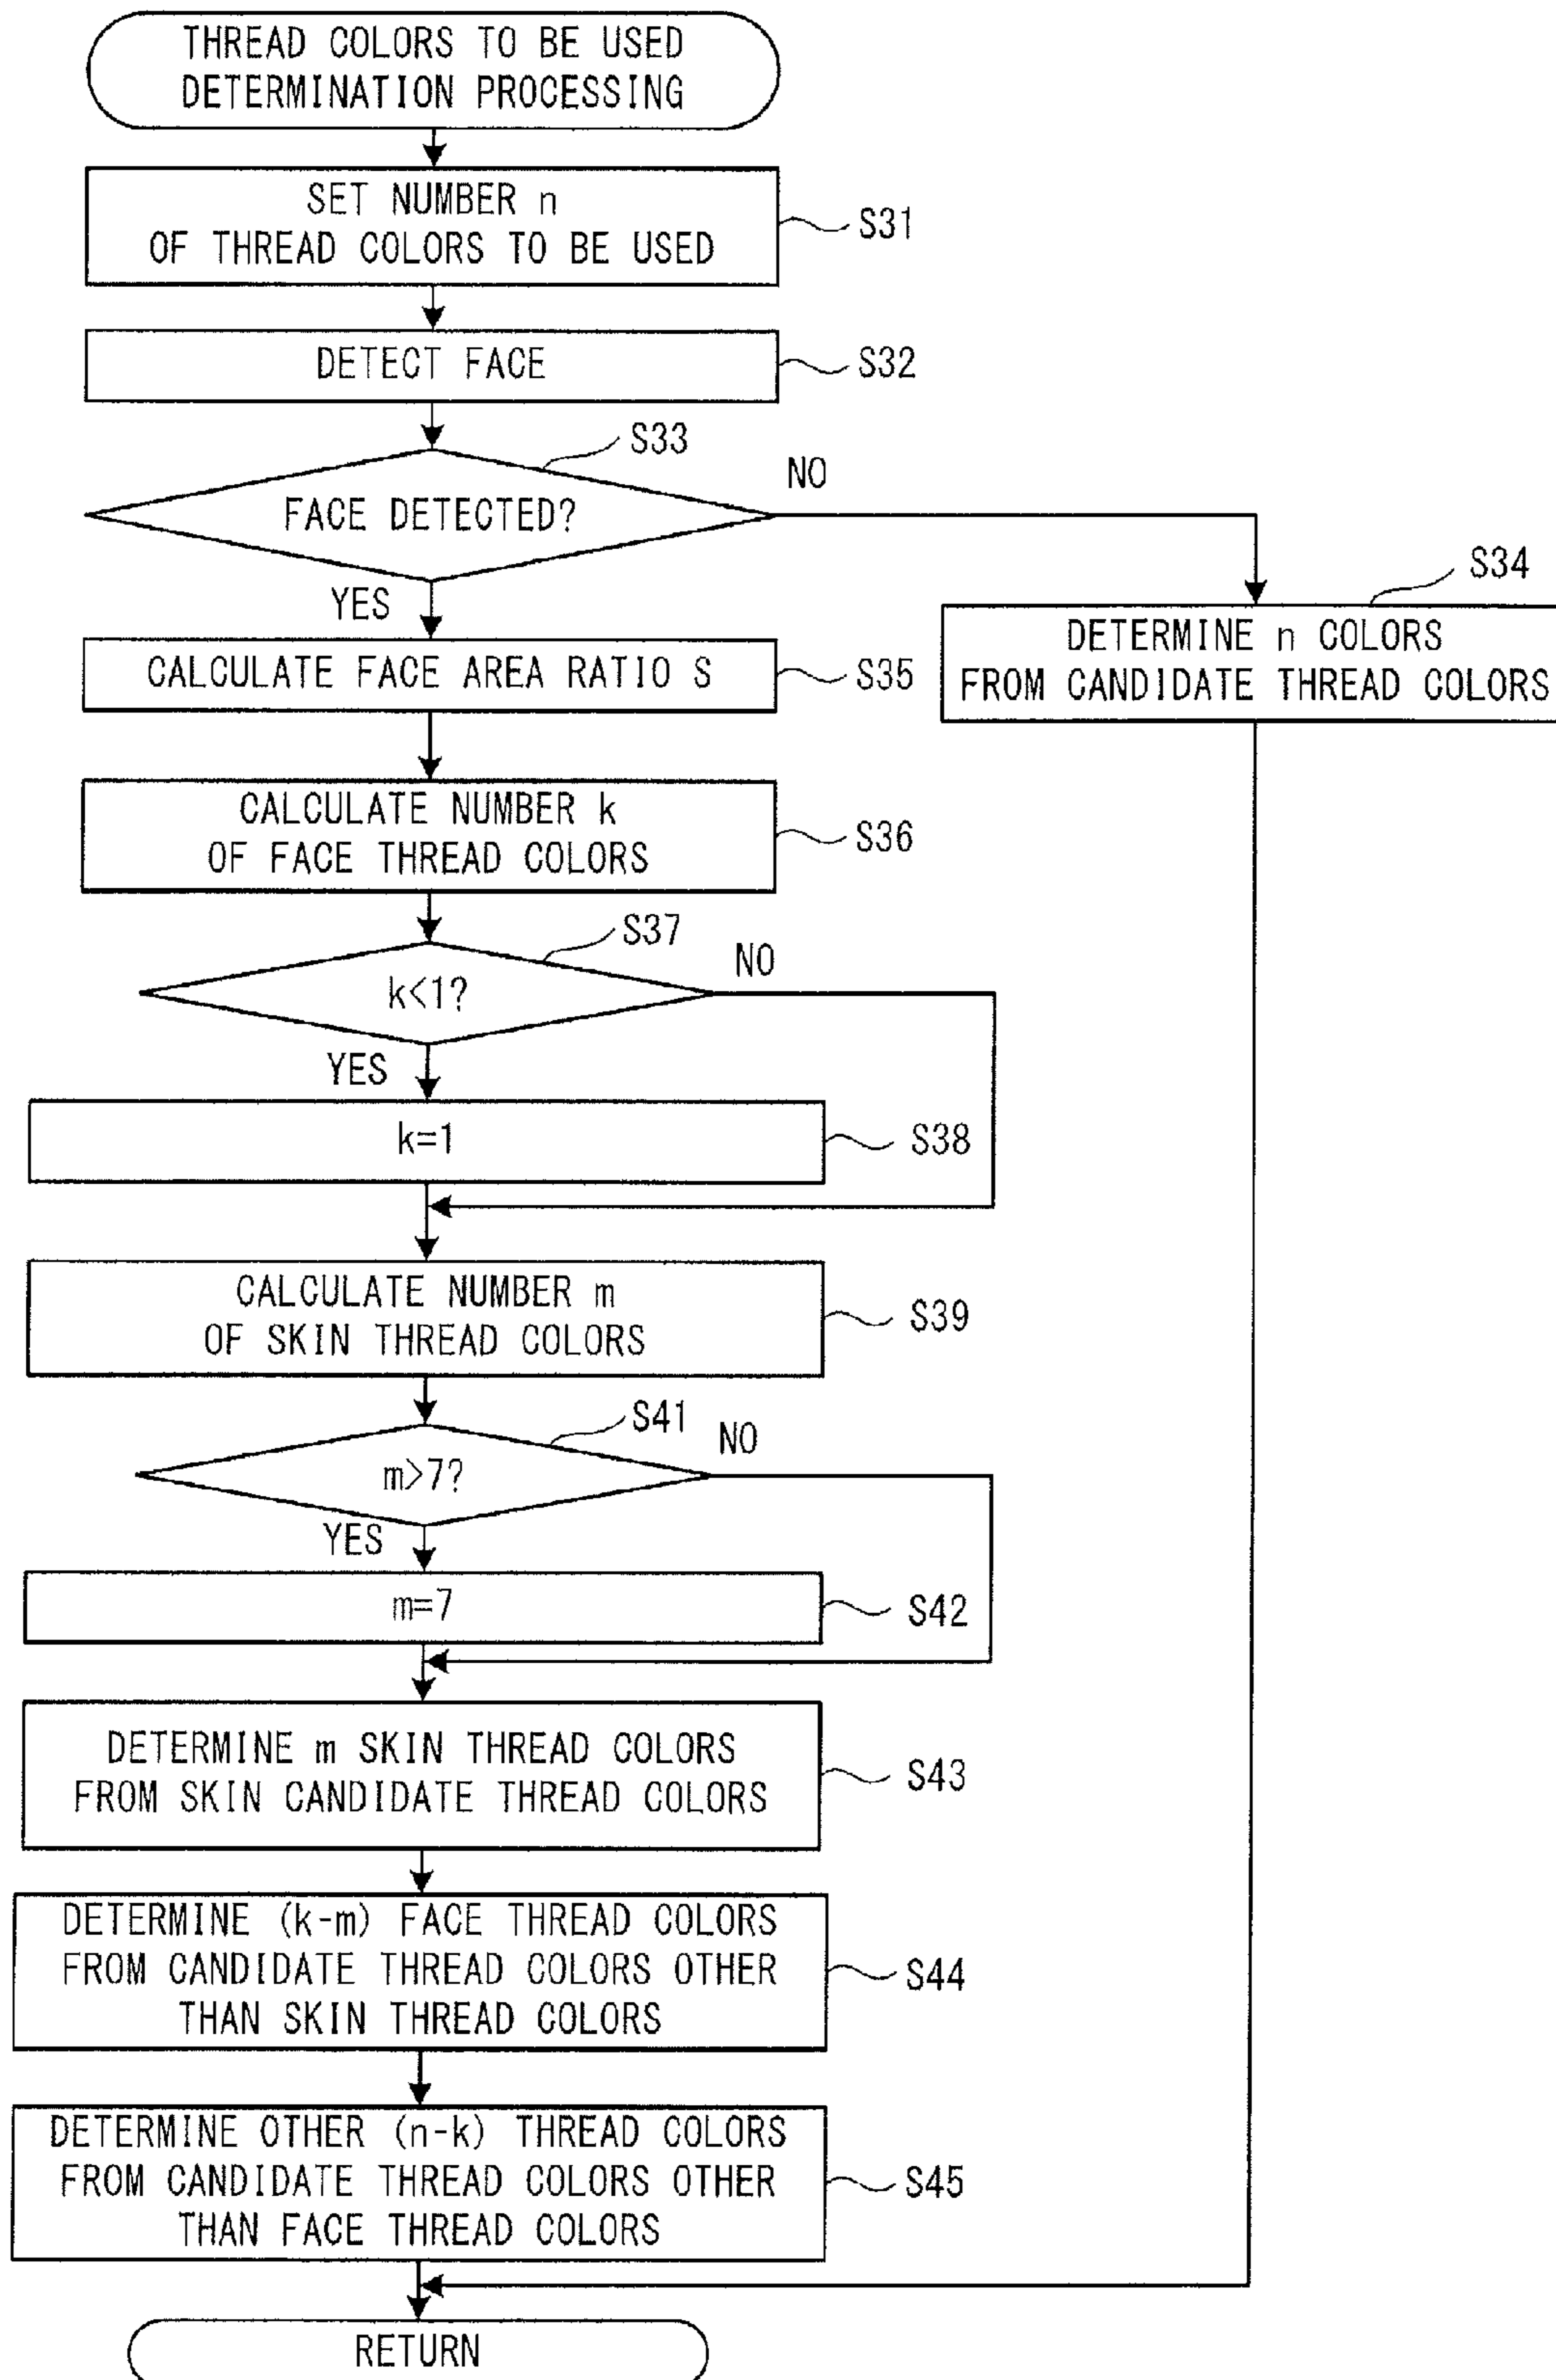 THREAD COLORS TO BE USED
DETERMINATION PROCESSING
SET NUMBER n
OF THREAD COLORS TO BE USED
S31
DETECT FACE
S32
S33
FACE DETECTED?
NO
YES
S34
DETERMINE n COLORS
FROM CANDIDATE THREAD COLORS
CALCULATE FACE AREA RATIO S
S35
CALCULATE NUMBER k
OF FACE THREAD COLORS
S36
S37
k<1?
NO
YES
k=1
S38
CALCULATE NUMBER m
OF SKIN THREAD COLORS
S39
S41
m>7?
NO
YES
m=7
S42
DETERMINE m SKIN THREAD COLORS
FROM SKIN CANDIDATE THREAD COLORS
S43
DETERMINE (k-m) FACE THREAD COLORS
FROM CANDIDATE THREAD COLORS OTHER
THAN SKIN THREAD COLORS
S44
DETERMINE OTHER (n-k) THREAD COLORS
FROM CANDIDATE THREAD COLORS OTHER
THAN FACE THREAD COLORS
S45
RETURN